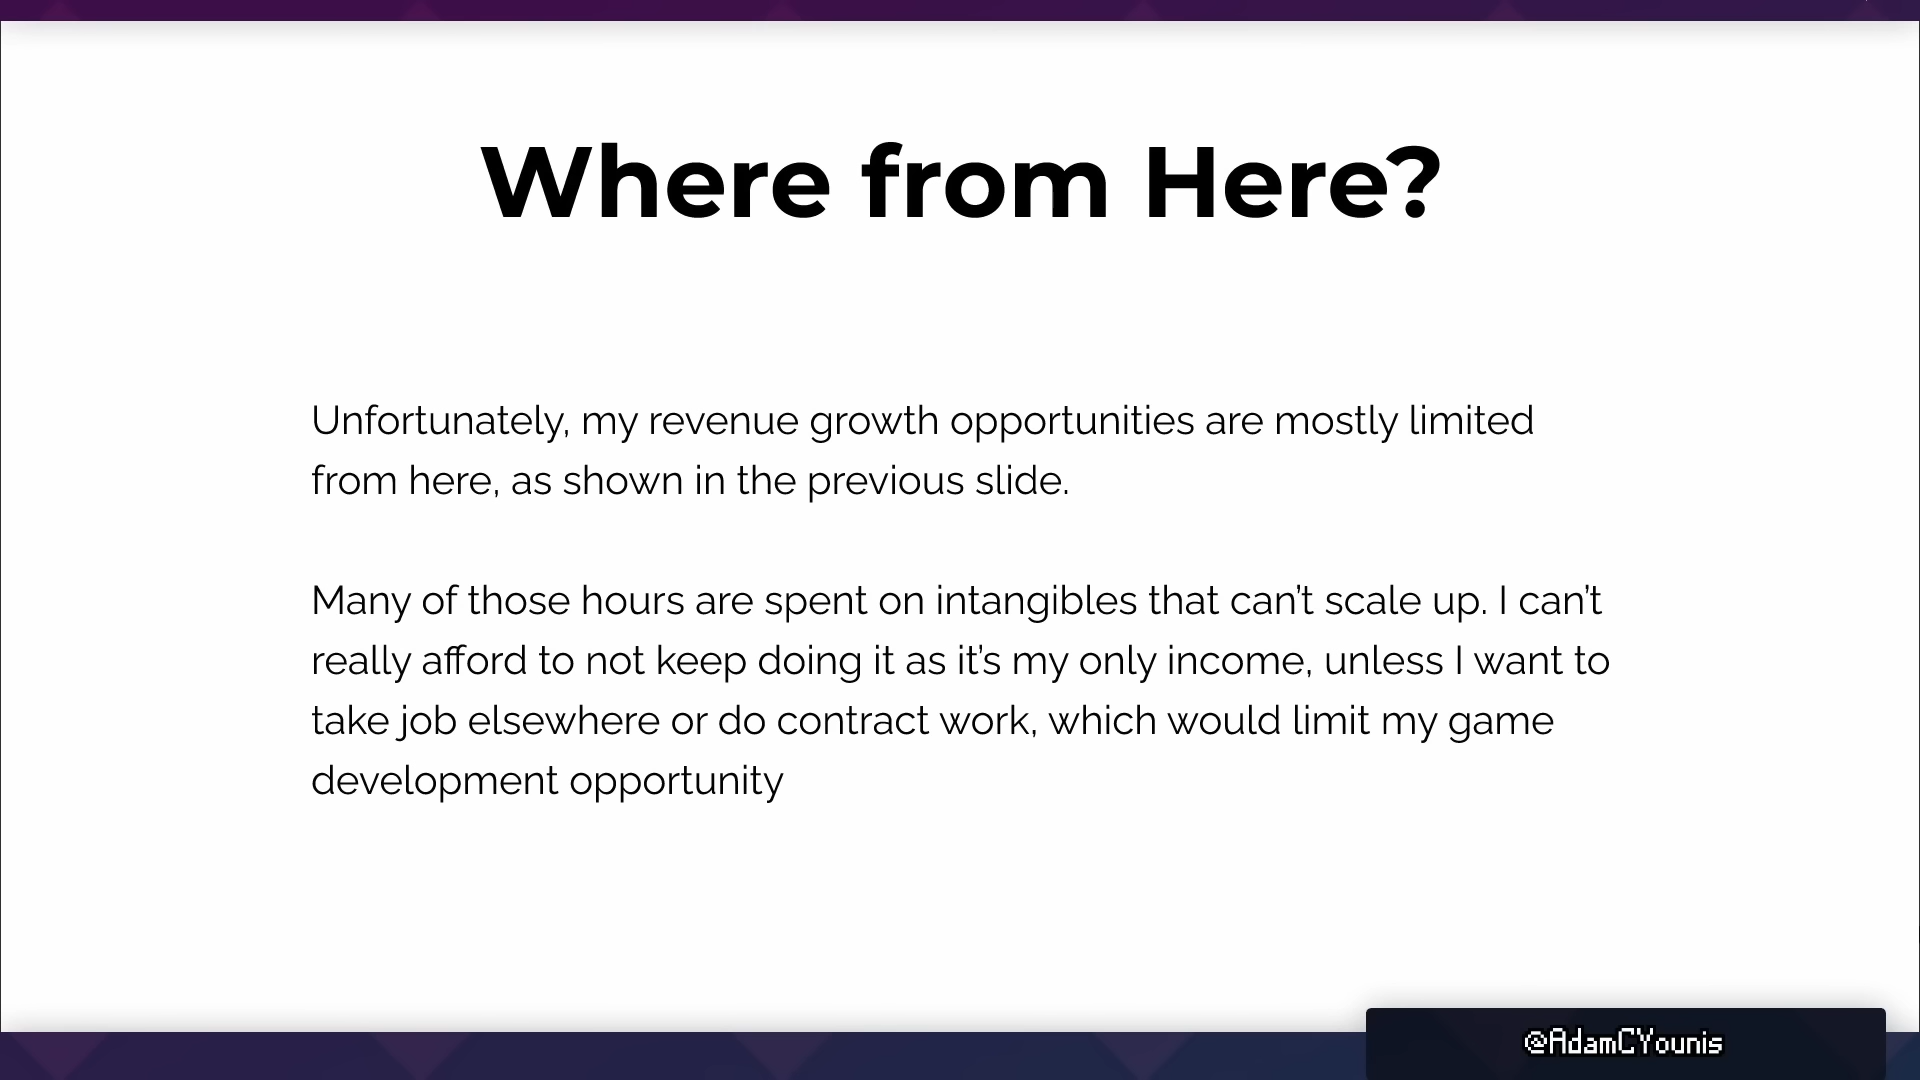 Where from Here?
Unfortunately, my revenue growth opportunities are mostly limited
from here, as shown in the previous slide.
Many of those hours are spent on intangibles that can’t scale up. I can’t
really afford to not keep doing it as it’s my only income, unless I want to
take job elsewhere or do contract work, which would limit my game
development opportunity
@AdamCYounis